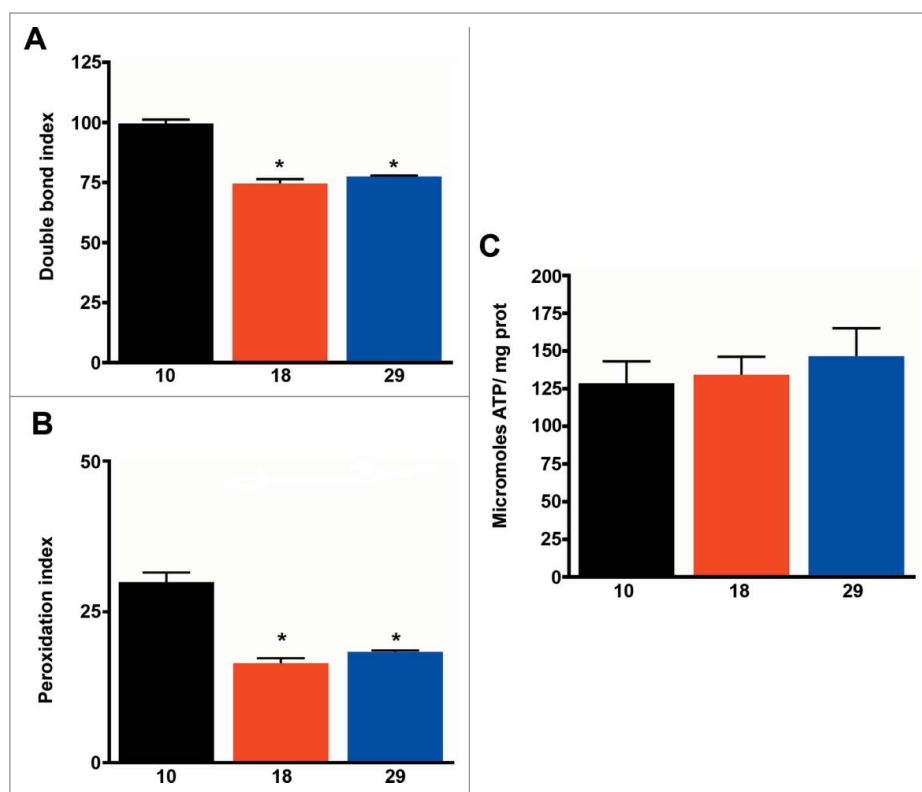 A
Double bond index
125
100
75
50
25
0
* *
10 18 29
B
Peroxidation index
50
25
0
* *
10 18 29
C
Micromoles ATP/ mg prot
200
175
150
125
100
75
50
25
0
10 18 29